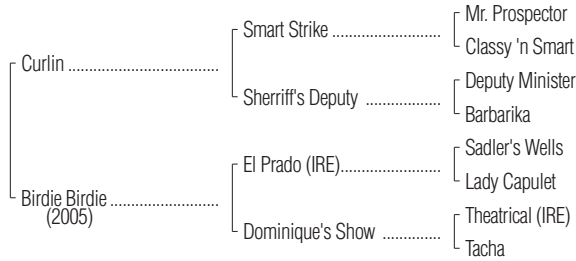 Mr. Prospector
Smart Strike ......................
Classy 'n Smart
Curlin ................................
Deputy Minister
Sherriff's Deputy ...............
Barbarika
Sadler's Wells
El Prado (IRE).....................
Lady Capulet
Birdie Birdie .......................
(2005)
Theatrical (IRE)
Dominique's Show ............
Tacha